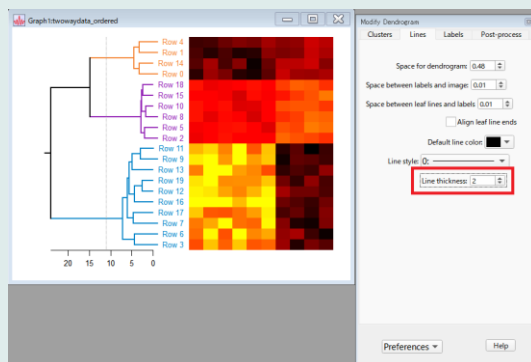 Graph1:twowaydata_ordered
Row 4
Row 1
Row 14
Row 0
Row 18
Row 15
Row 10
Row 8
Row 5
Row 2
Row 11
Row 9
Row 13
Row 19
Row 12
Row 16
Row 17
Row 7
Row 6
Row 3
20 15 10 5 0
Modify Dendrogram
Clusters Lines Labels Post-process
Space for dendrogram: 0.48
Space between labels and image: 0.01
Space between leaf lines and labels 0.01
Align leaf line ends
Default line color:
Line style: 0:
Line thickness: 2
Preferences Help